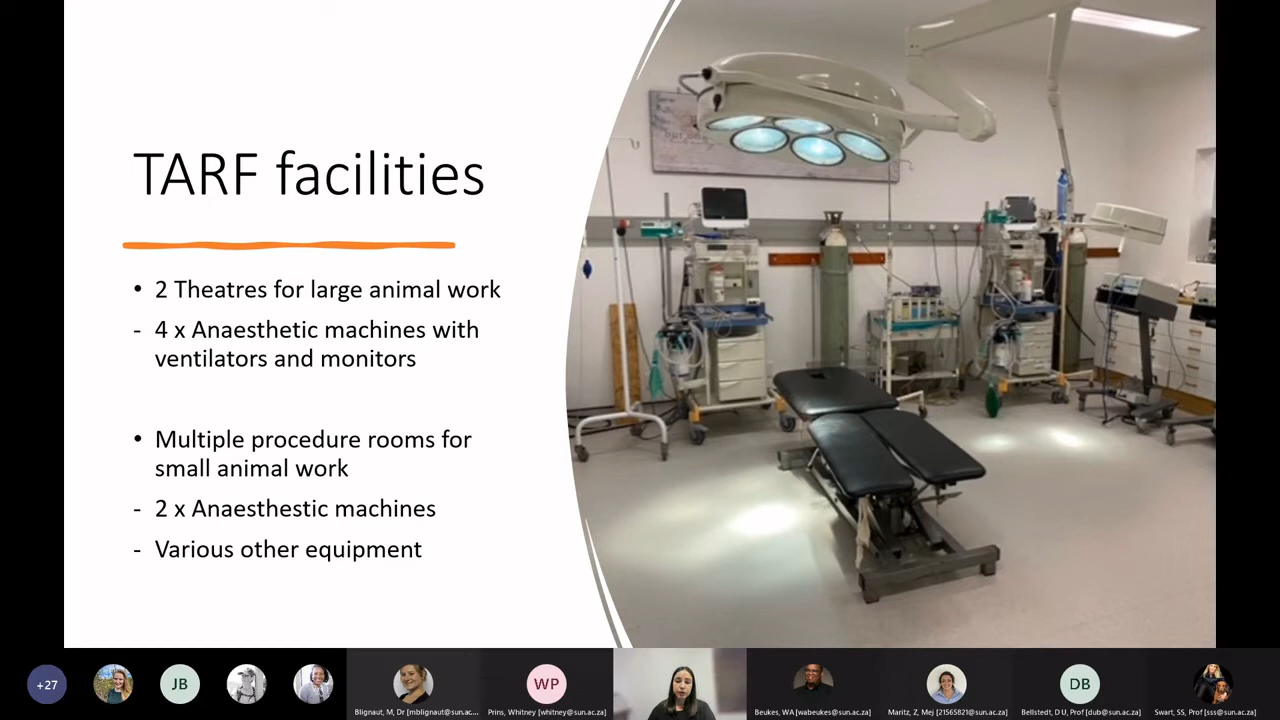 TARF facilities
• 2 Theatres for large animal work
- 4 x Anaesthetic machines with
ventilators and monitors
• Multiple procedure rooms for
small animal work
- 2 x Anaesthestic machines
- Various other equipment
+27
JB
WP
DB
Blignaut, M, Dr [mblignaut@sun.ac...
Prins, Whitney [whitney@sun.ac.za]
Beukes, WA [wabeukes@sun.ac.za]
Maritz, Z, Mej [21565821@sun.ac.za]
Bellstedt, D U, Prof [dub@sun.ac.za]
Swart, SS, Prof [sss@sun.ac.za]